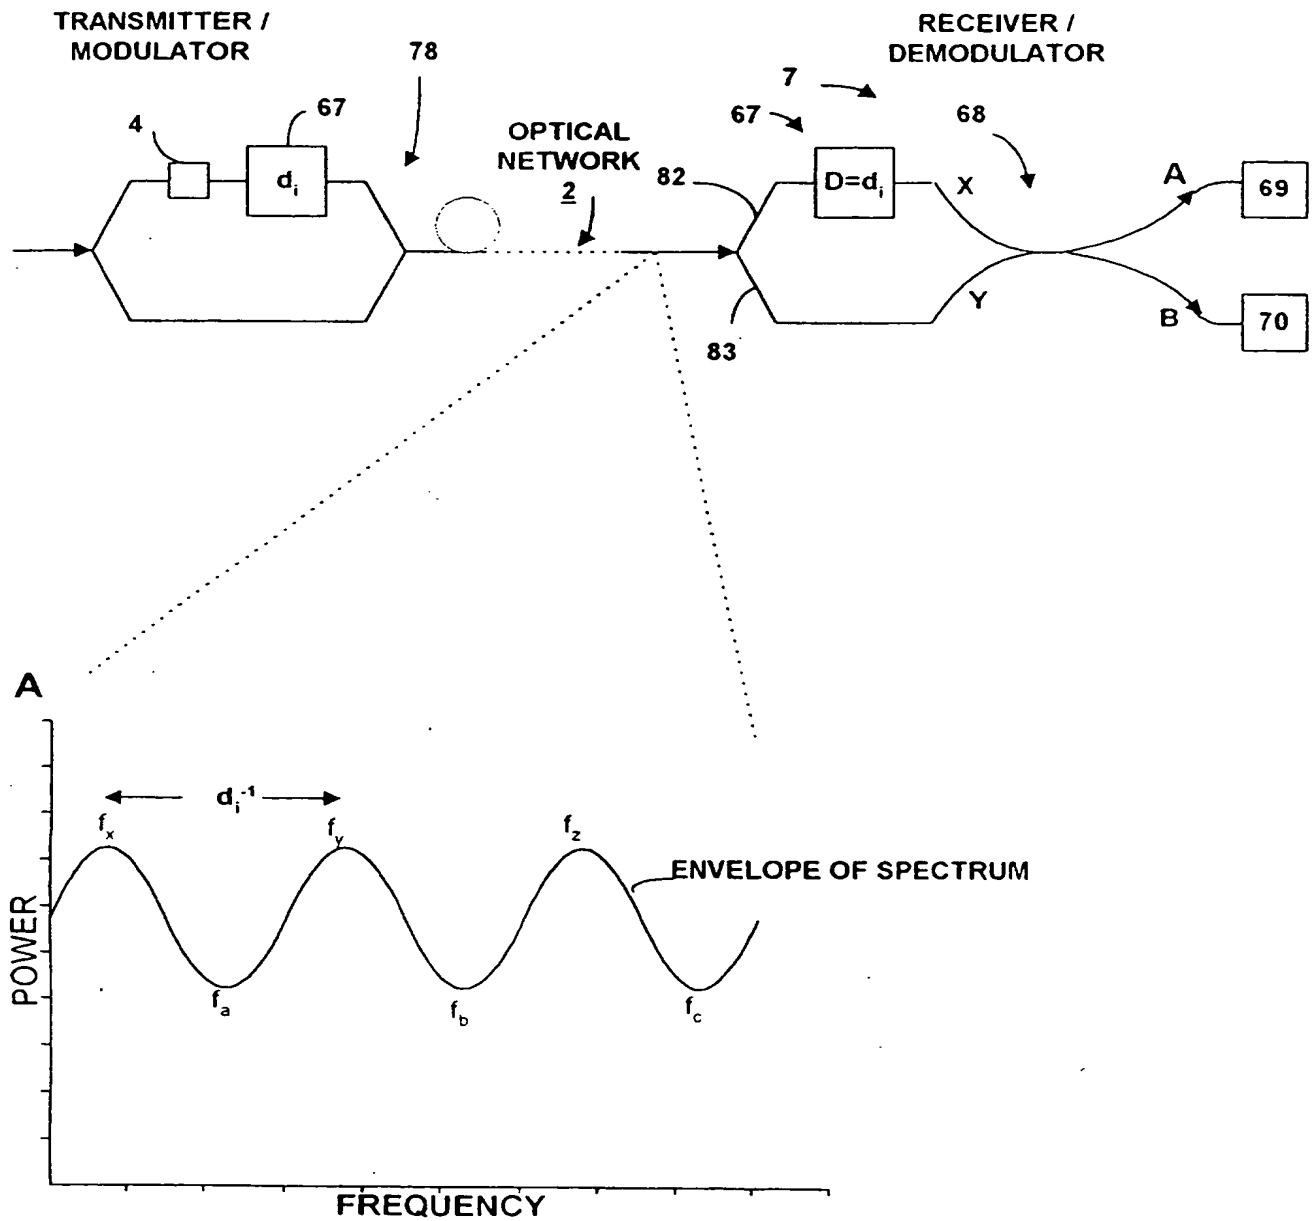 TRANSMITTER /
MODULATOR
78
RECEIVER /
DEMODULATOR
7
67
4
67
68
OPTICAL
NETWORK
2
82
d_i
D=d_i
X
A
69
Y
B
70
83
A
d_i^-1
f_x
f_y
f_z
ENVELOPE OF SPECTRUM
POWER
f_a
f_b
f_c
FREQUENCY